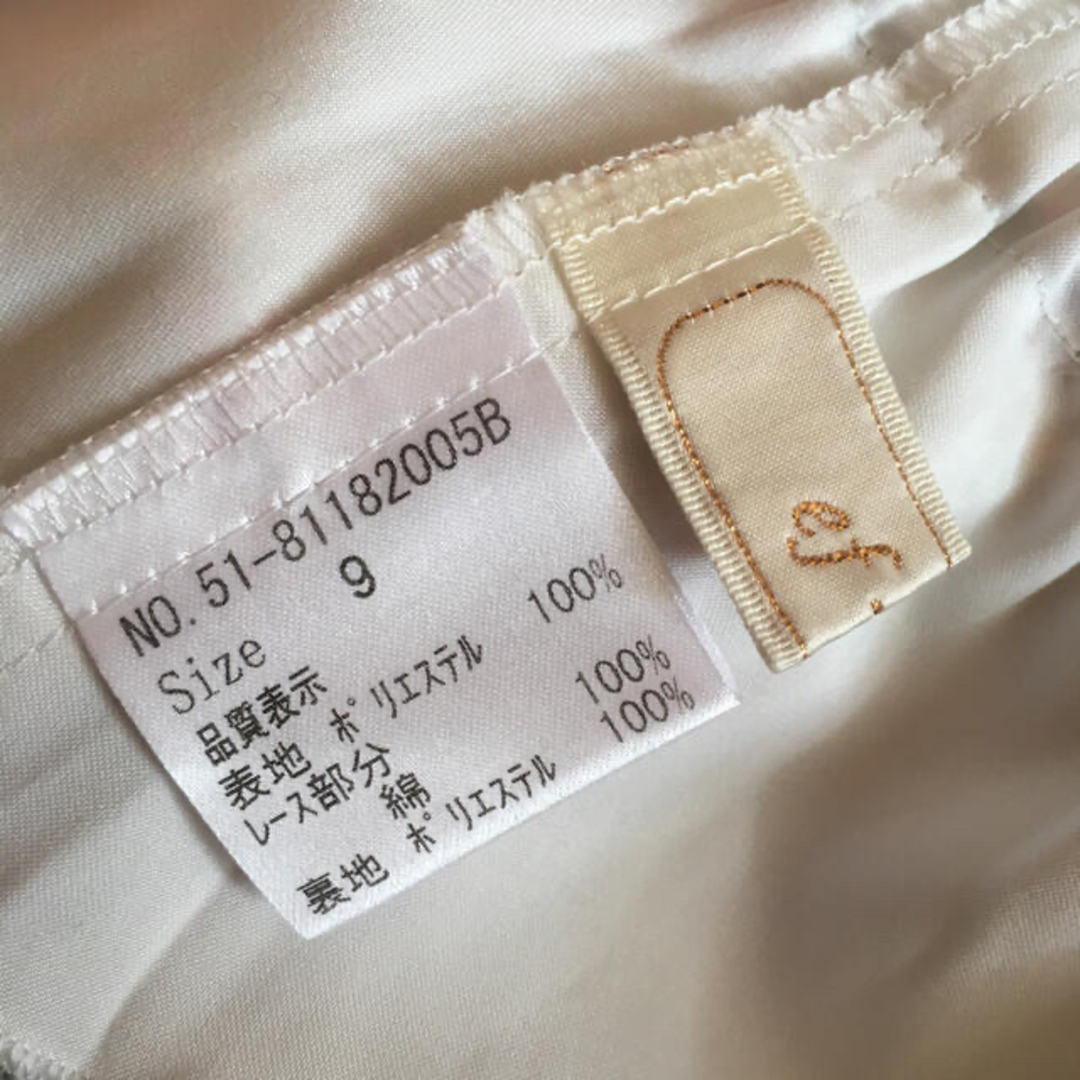 NO. 51-81182005B
Size 9
品質表示
表地 ポリエステル 100%
レース部分
綿 100%
裏地 ポリエステル 100%